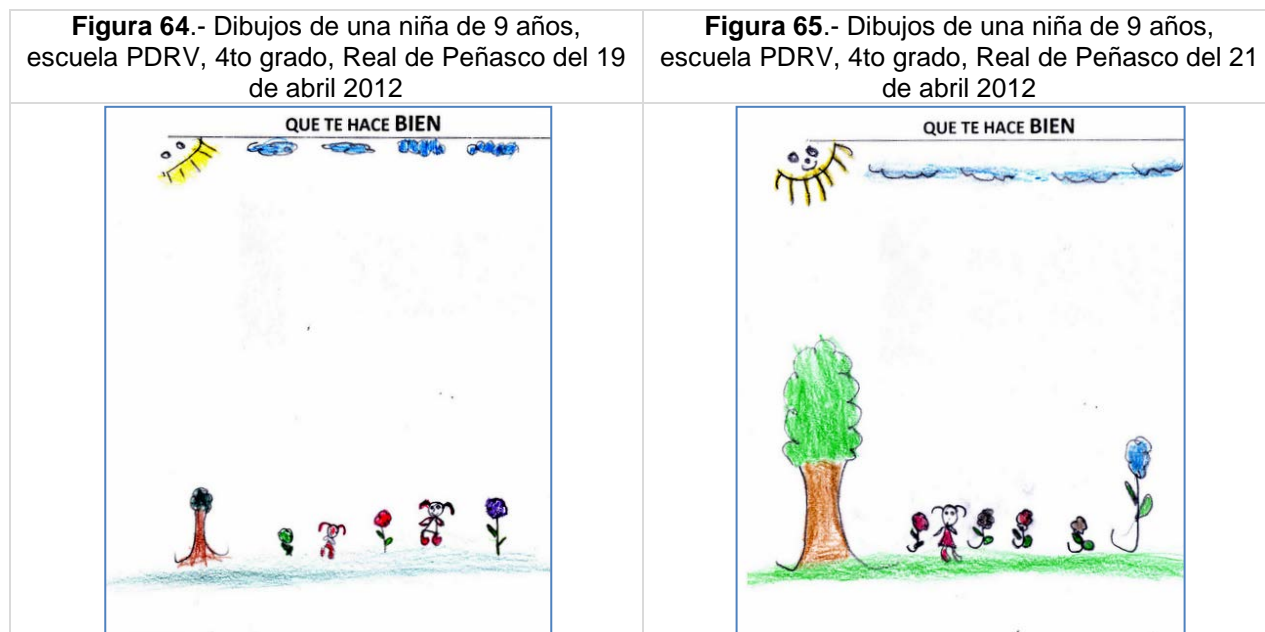 Figura 64.- Dibujos de una niña de 9 años,
escuela PDRV, 4to grado, Real de Peñasco del 19
de abril 2012
QUE TE HACE BIEN
Figura 65.- Dibujos de una niña de 9 años,
escuela PDRV, 4to grado, Real de Peñasco del 21
de abril 2012
QUE TE HACE BIEN